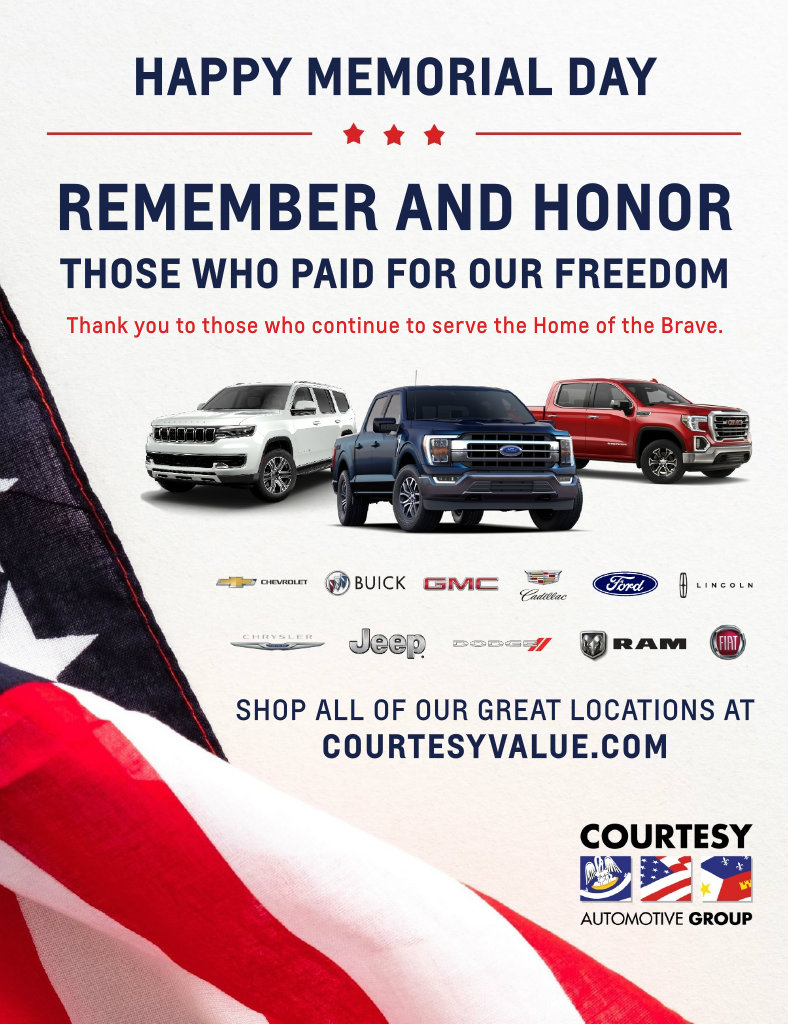 HAPPY MEMORIAL DAY
REMEMBER AND HONOR
THOSE WHO PAID FOR OUR FREEDOM
Thank you to those who continue to serve the Home of the Brave.
GMC
Ford
CHEVROLET BUICK GMC Cadillac Ford LINCOLN
CHRYSLER Jeep DODGE RAM FIAT
SHOP ALL OF OUR GREAT LOCATIONS AT
COURTESYVALUE.COM
COURTESY
AUTOMOTIVE GROUP